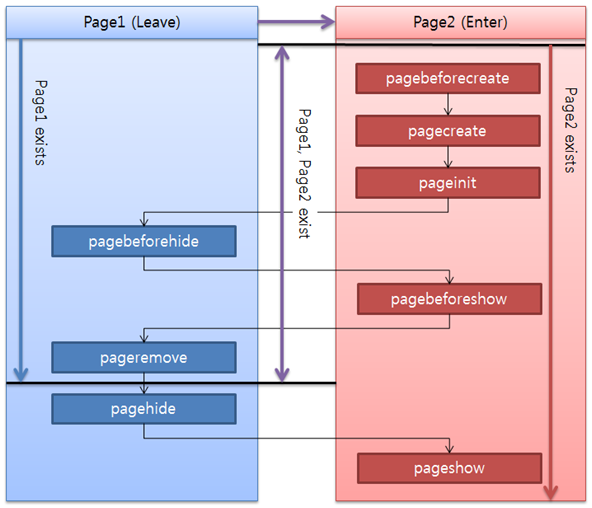 Page1 (Leave)
Page2 (Enter)
Page1 exists
Page1, Page2 exist
Page2 exists
pagebeforecreate
pagecreate
pageinit
pagebeforehide
pagebeforeshow
pageremove
pagehide
pageshow